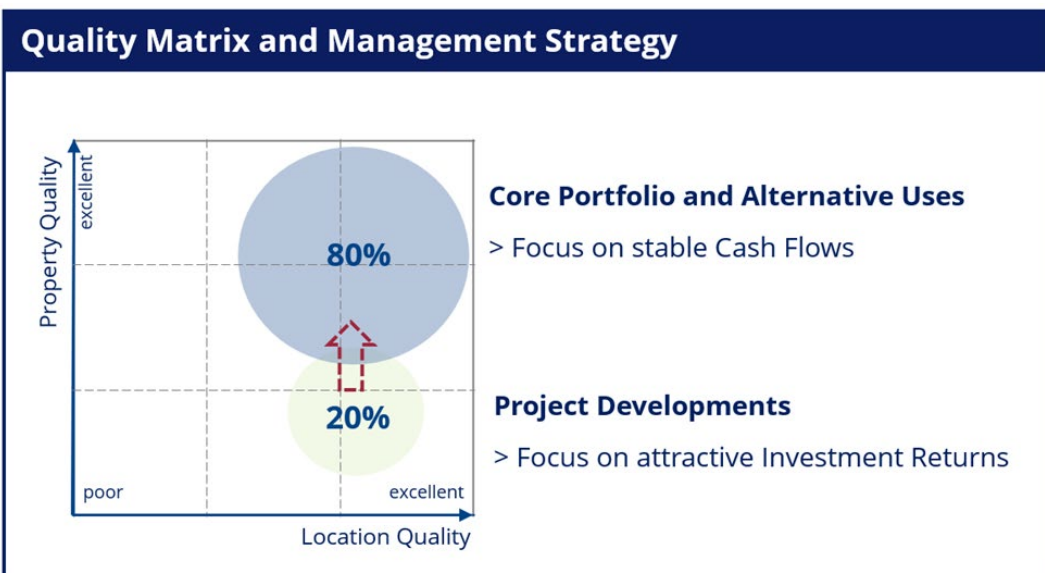 Quality Matrix and Management Strategy
Property Quality
excellent
80%
20%
poor
excellent
Location Quality
Core Portfolio and Alternative Uses
> Focus on stable Cash Flows
Project Developments
> Focus on attractive Investment Returns